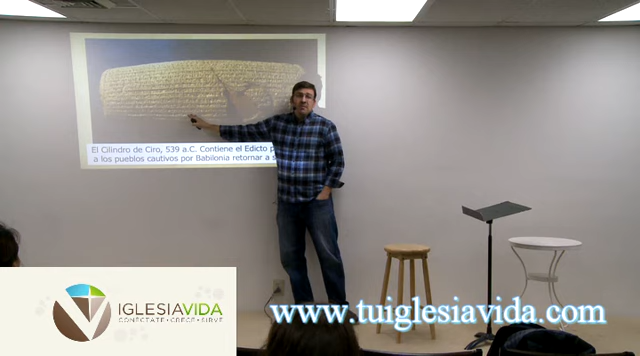 El Cilindro de Ciro, 539 a.C. Contiene el Edicto
a los pueblos cautivos por Babilonia retornar a
IGLESIAVIDA
CONÉCTATE • CRECE • SIRVE
www.tuiglesiavida.com